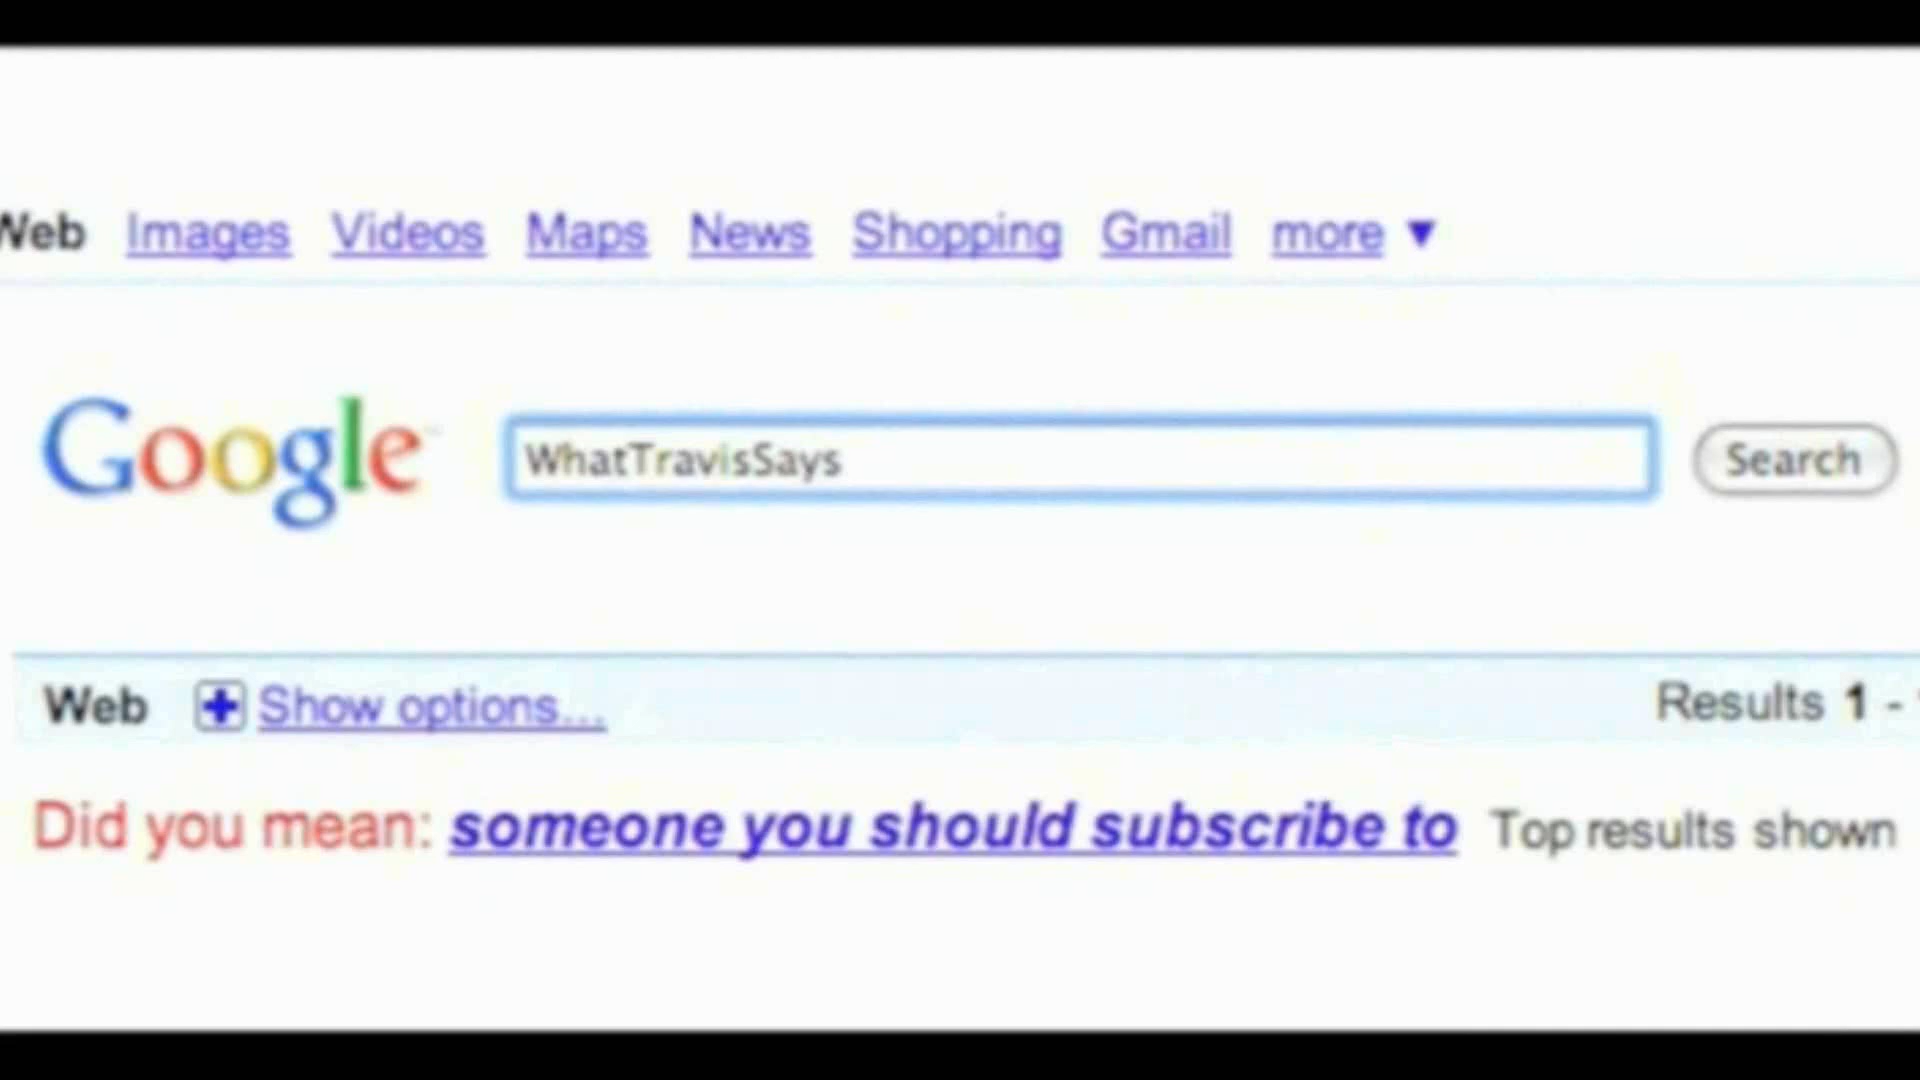 Web Images Videos Maps News Shopping Gmail more ▼
Google WhatTravisSays Search
Web Show options... Results 1 -
Did you mean: someone you should subscribe to Top results shown